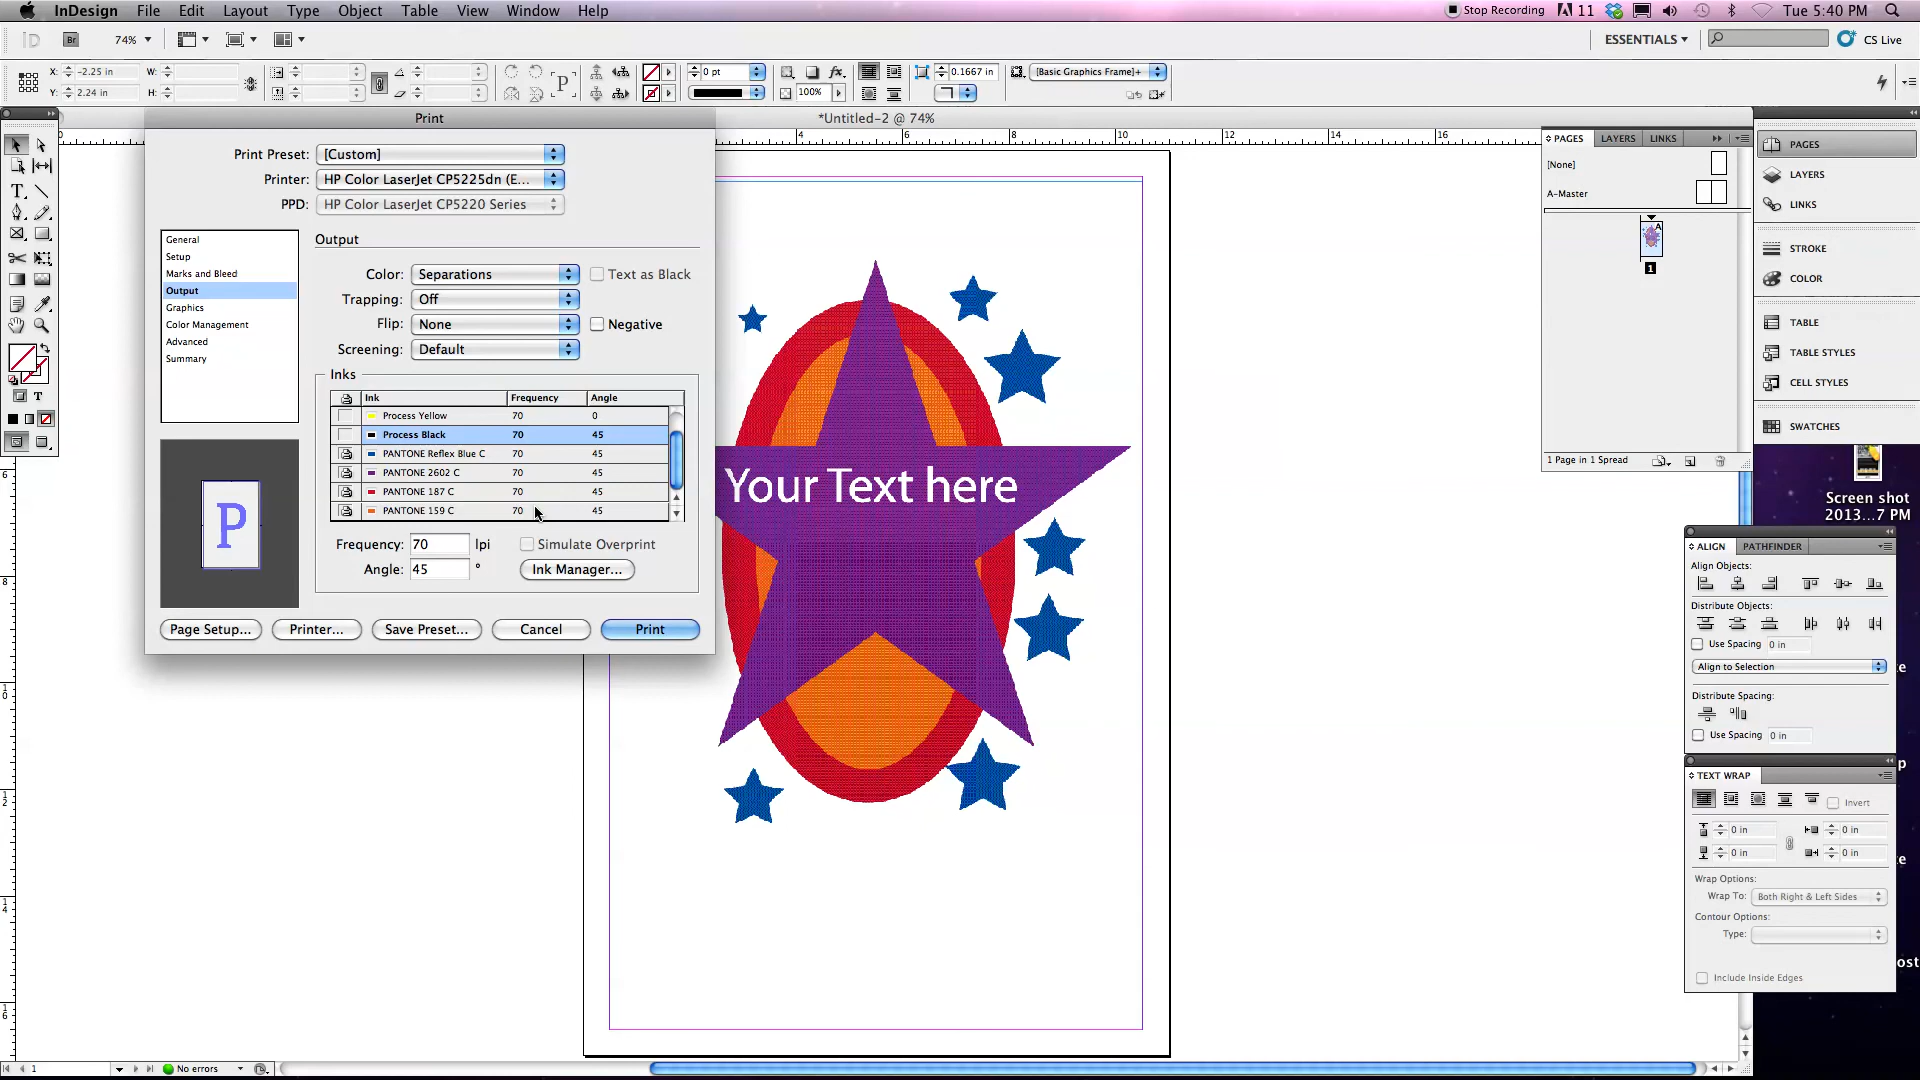 InDesign File Edit Layout Type Object Table View Window Help Stop Recording 11 Tue 5:40 PM
Br 74% ESSENTIALS CS Live
X: -2.25 in W: 0 pt 0.1667 in [Basic Graphics Frame]+
Y: 2.24 in H: 100%
Print
*Untitled-2 @ 74%
4 6 8 10 12 14 16
Print Preset: [Custom]
Printer: HP Color LaserJet CP5225dn (E...
PPD: HP Color LaserJet CP5220 Series
General
Setup
Marks and Bleed
Output
Graphics
Color Management
Advanced
Summary
Output
Color: Separations Text as Black
Trapping: Off
Flip: None Negative
Screening: Default
Inks
Ink Frequency Angle
Process Yellow 70 0
Process Black 70 45
PANTONE Reflex Blue C 70 45
PANTONE 2602 C 70 45
PANTONE 187 C 70 45
PANTONE 159 C 70 45
Frequency: 70 lpi Simulate Overprint
Angle: 45 ° Ink Manager...
P
Page Setup... Printer... Save Preset... Cancel Print
Your Text here
PAGES LAYERS LINKS
[None]
A-Master
A
1
1 Page in 1 Spread
PAGES
LAYERS
LINKS
STROKE
COLOR
TABLE
TABLE STYLES
CELL STYLES
SWATCHES
Screen shot
2013...7 PM
ALIGN PATHFINDER
Align Objects:
Distribute Objects:
Use Spacing 0 in
Align to Selection
Distribute Spacing:
Use Spacing 0 in
TEXT WRAP
Invert
0 in 0 in
0 in 0 in
Wrap Options:
Wrap To: Both Right & Left Sides
Contour Options:
Type:
Include Inside Edges
ost
1 No errors